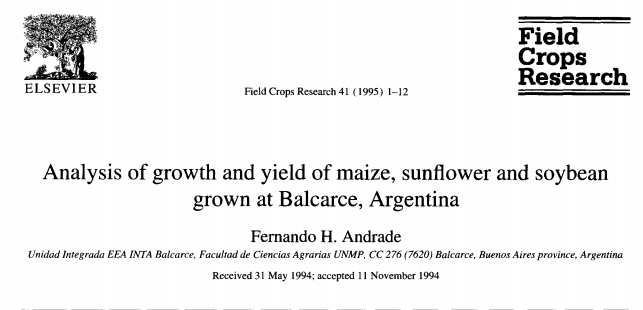 ELSEVIER
Field Crops Research 41 (1995) 1-12
Field
Crops
Research
Analysis of growth and yield of maize, sunflower and soybean
grown at Balcarce, Argentina
Fernando H. Andrade
Unidad Integrada EEA INTA Balcarce, Facultad de Ciencias Agrarias UNMP, CC 276 (7620) Balcarce, Buenos Aires province, Argentina
Received 31 May 1994; accepted 11 November 1994